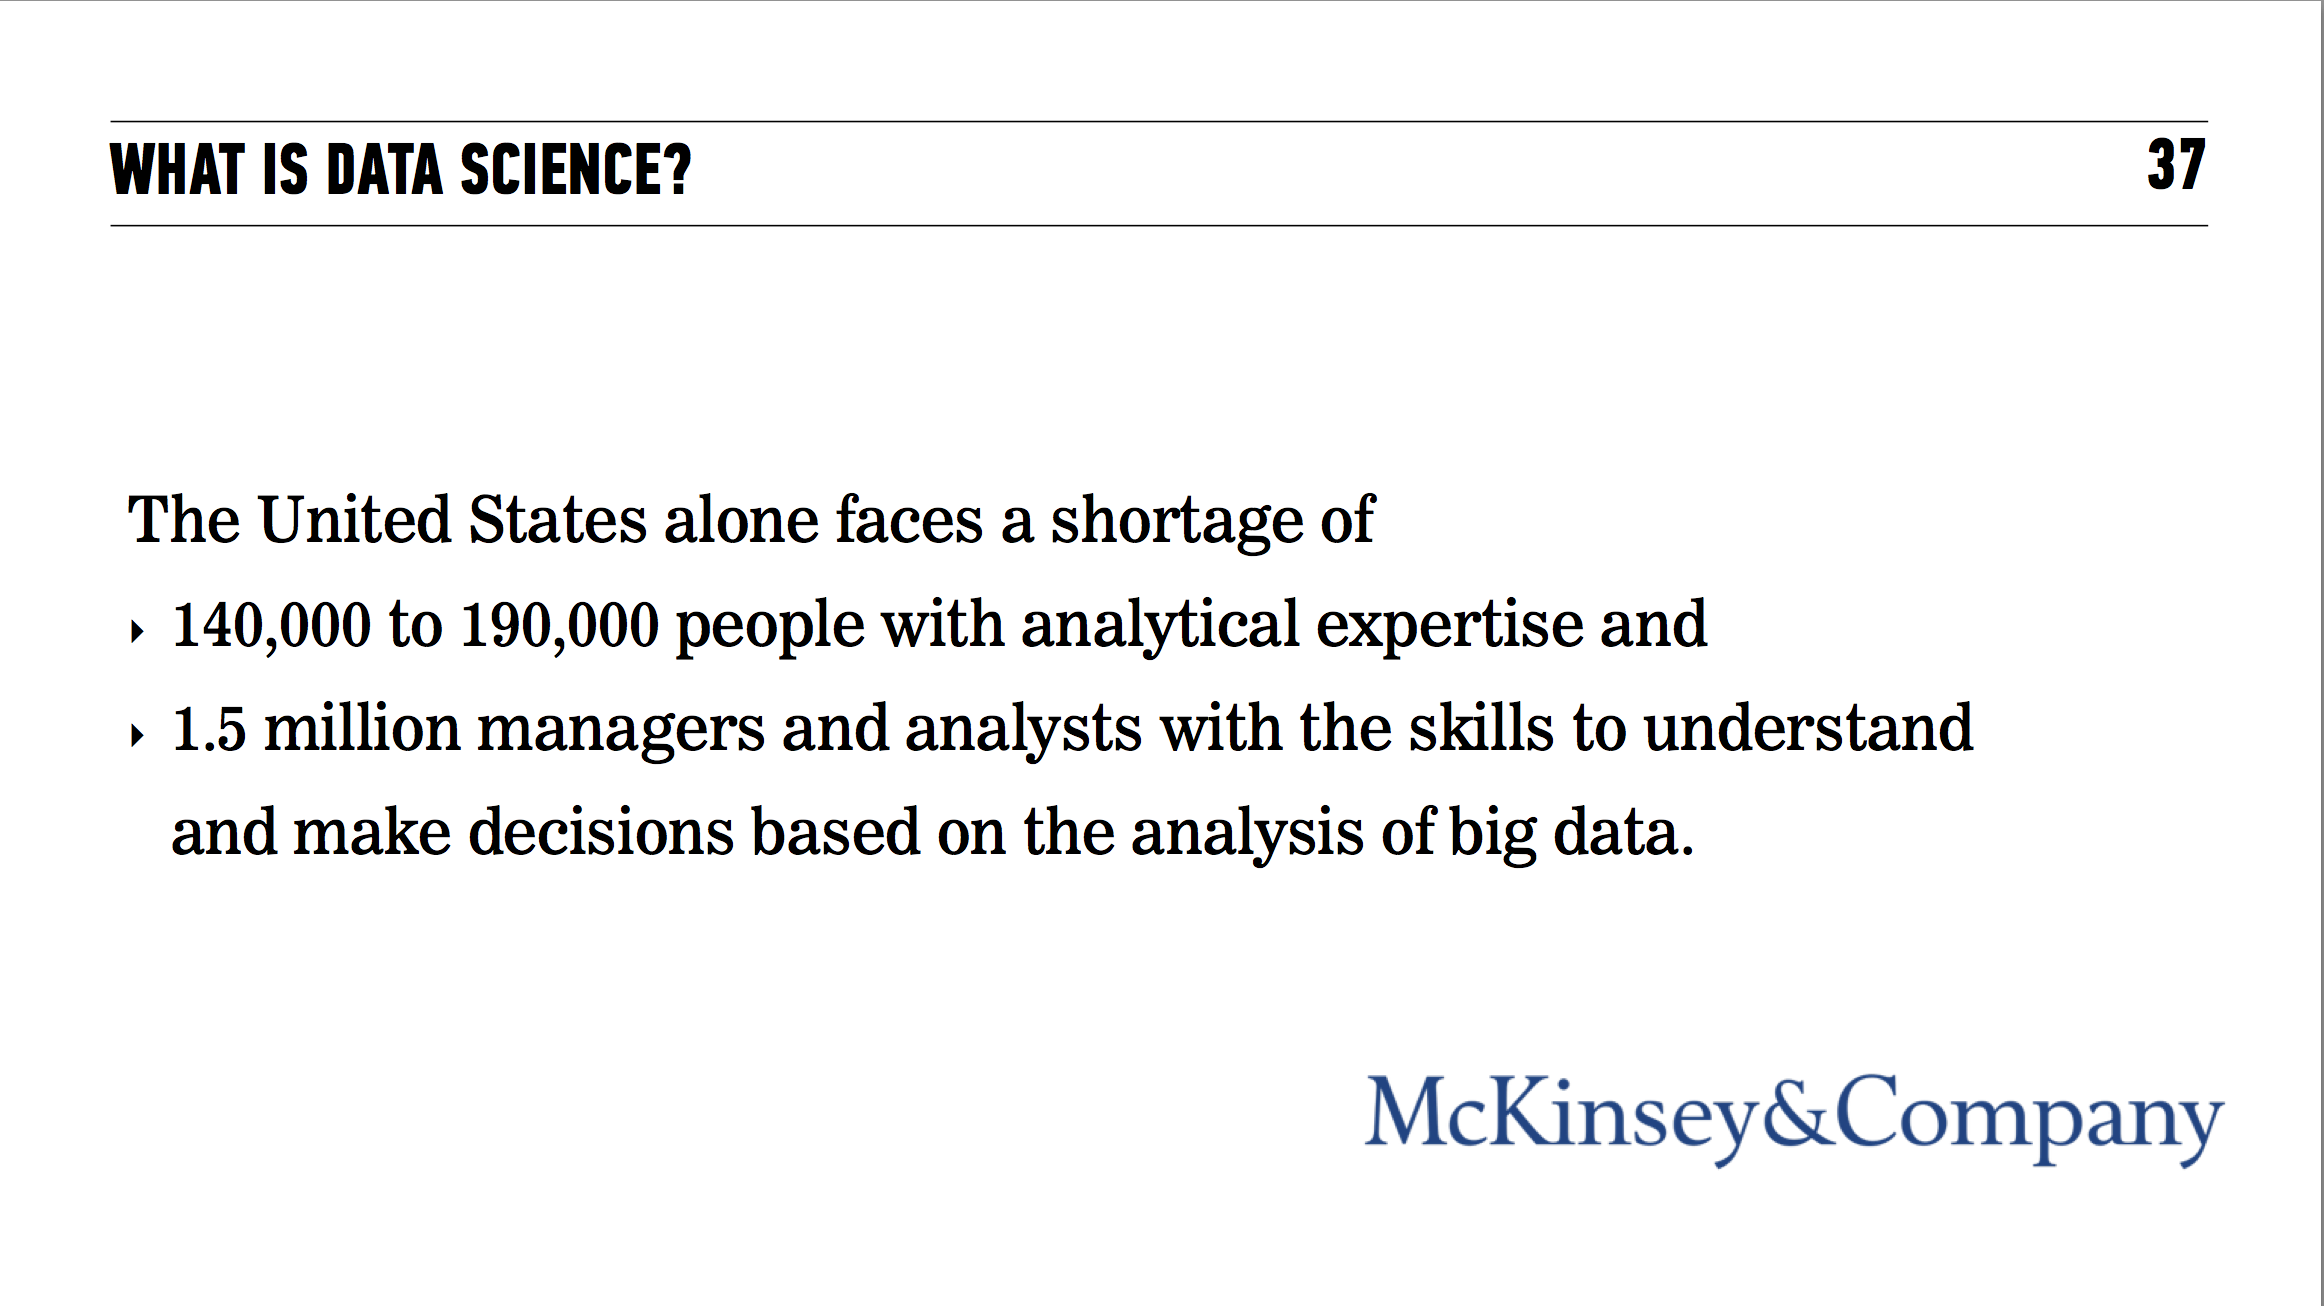 WHAT IS DATA SCIENCE?
37
The United States alone faces a shortage of
‣ 140,000 to 190,000 people with analytical expertise and
‣ 1.5 million managers and analysts with the skills to understand
and make decisions based on the analysis of big data.
McKinsey&Company